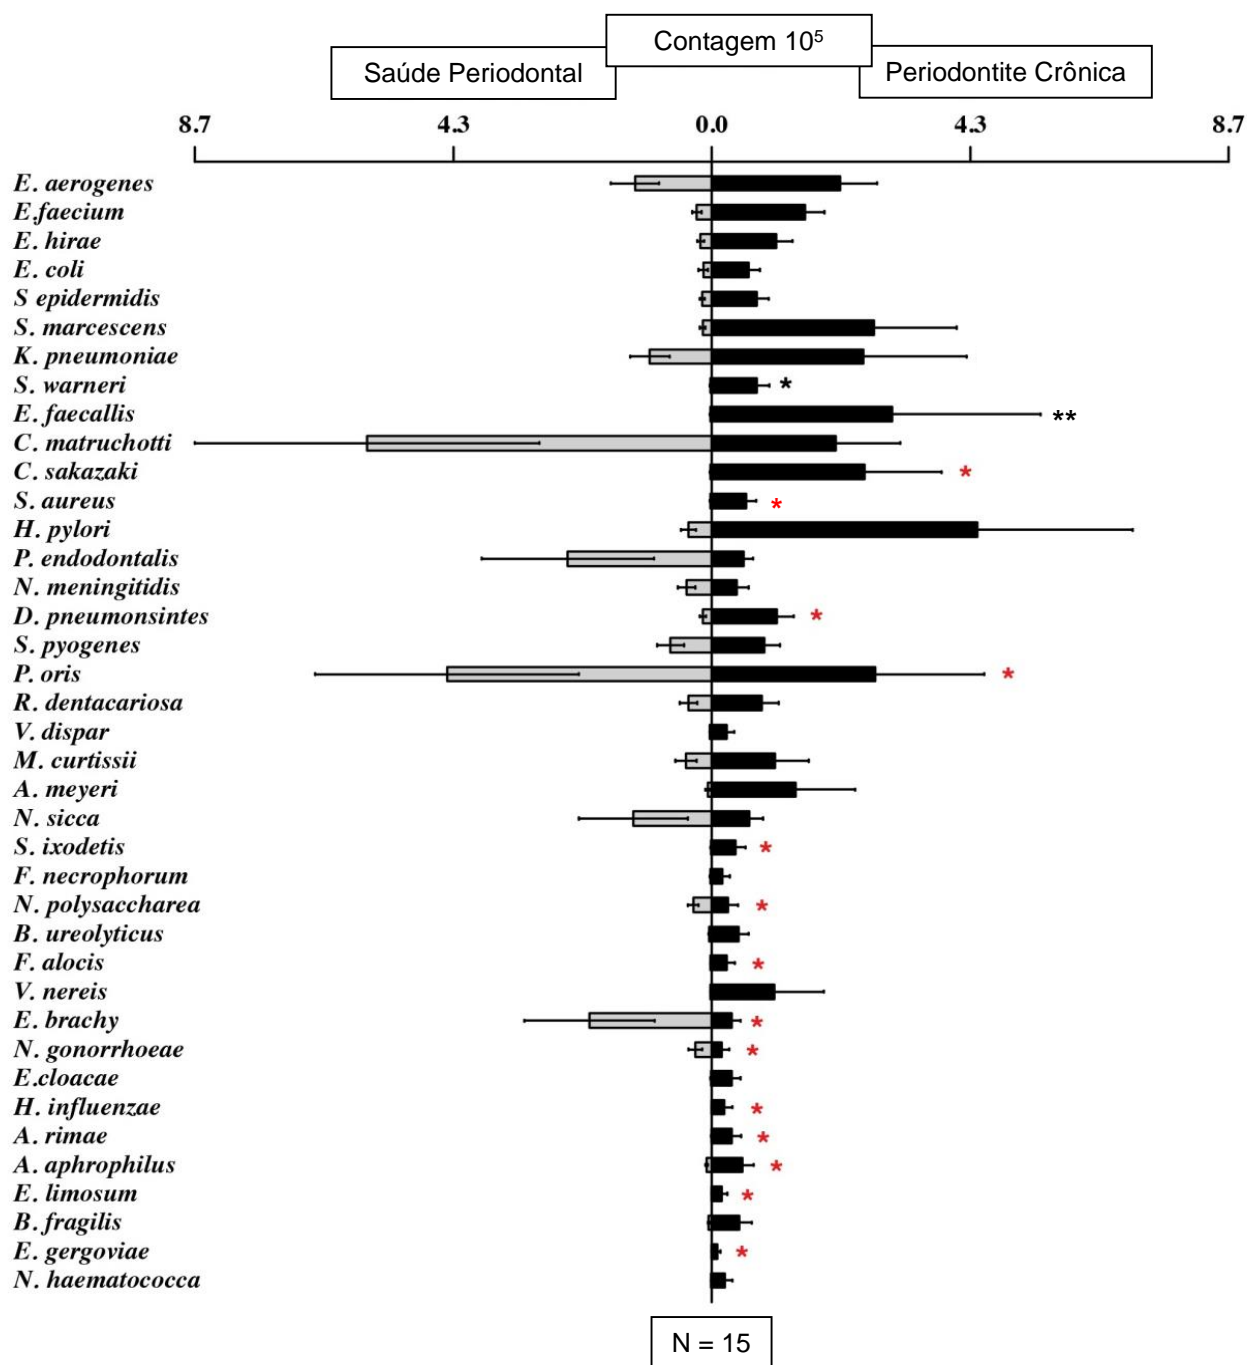 Contagem 10⁵
Saúde Periodontal
Periodontite Crônica
8.7 4.3 0.0 4.3 8.7
E. aerogenes
E.faecium
E. hirae
E. coli
S epidermidis
S. marcescens
K. pneumoniae
S. warneri *
E. faecallis **
C. matruchotti
C. sakazaki *
S. aureus *
H. pylori
P. endodontalis
N. meningitidis
D. pneumonsintes *
S. pyogenes
P. oris *
R. dentacariosa
V. dispar
M. curtissii
A. meyeri
N. sicca
S. ixodetis *
F. necrophorum
N. polysaccharea *
B. ureolyticus
F. alocis *
V. nereis
E. brachy *
N. gonorrhoeae *
E.cloacae
H. influenzae *
A. rimae *
A. aphrophilus *
E. limosum *
B. fragilis
E. gergoviae *
N. haematococca
N = 15